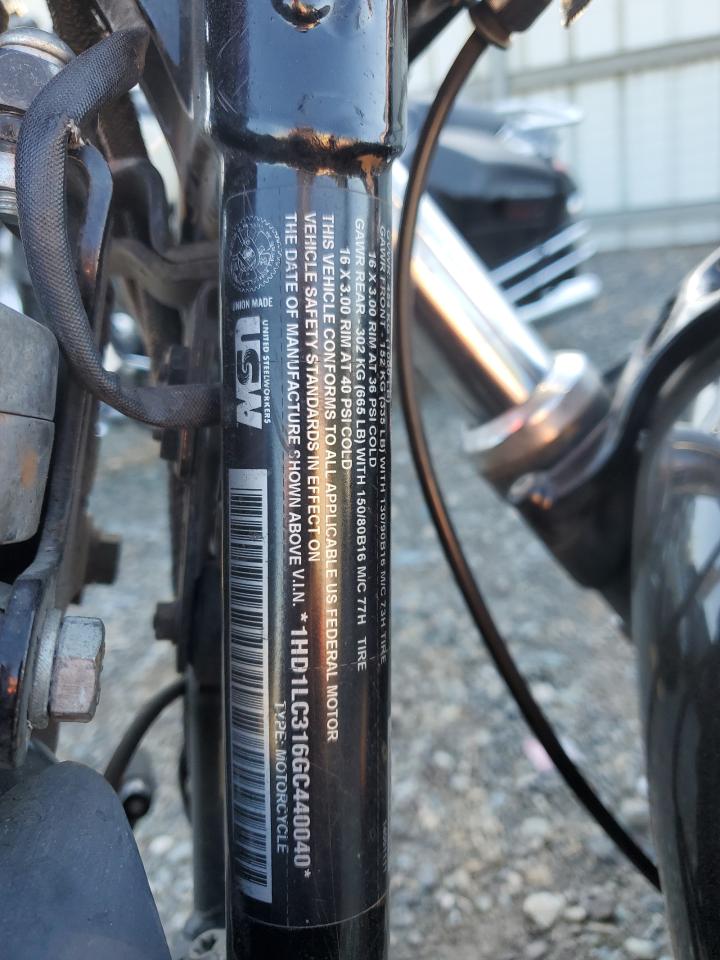 GAWR FRONT - 152 KG (335 LB) WITH 130/90B16 M/C 73H TIRE
16 X 3.00 RIM AT 36 PSI COLD
GAWR REAR - 302 KG (665 LB) WITH 150/80B16 M/C 77H TIRE
16 X 3.00 RIM AT 40 PSI COLD
THIS VEHICLE CONFORMS TO ALL APPLICABLE US FEDERAL MOTOR
VEHICLE SAFETY STANDARDS IN EFFECT ON
THE DATE OF MANUFACTURE SHOWN ABOVE V.I.N. *1HD1LC316GC440040*
TYPE: MOTORCYCLE
UNION MADE
UNITED STEELWORKERS
USW